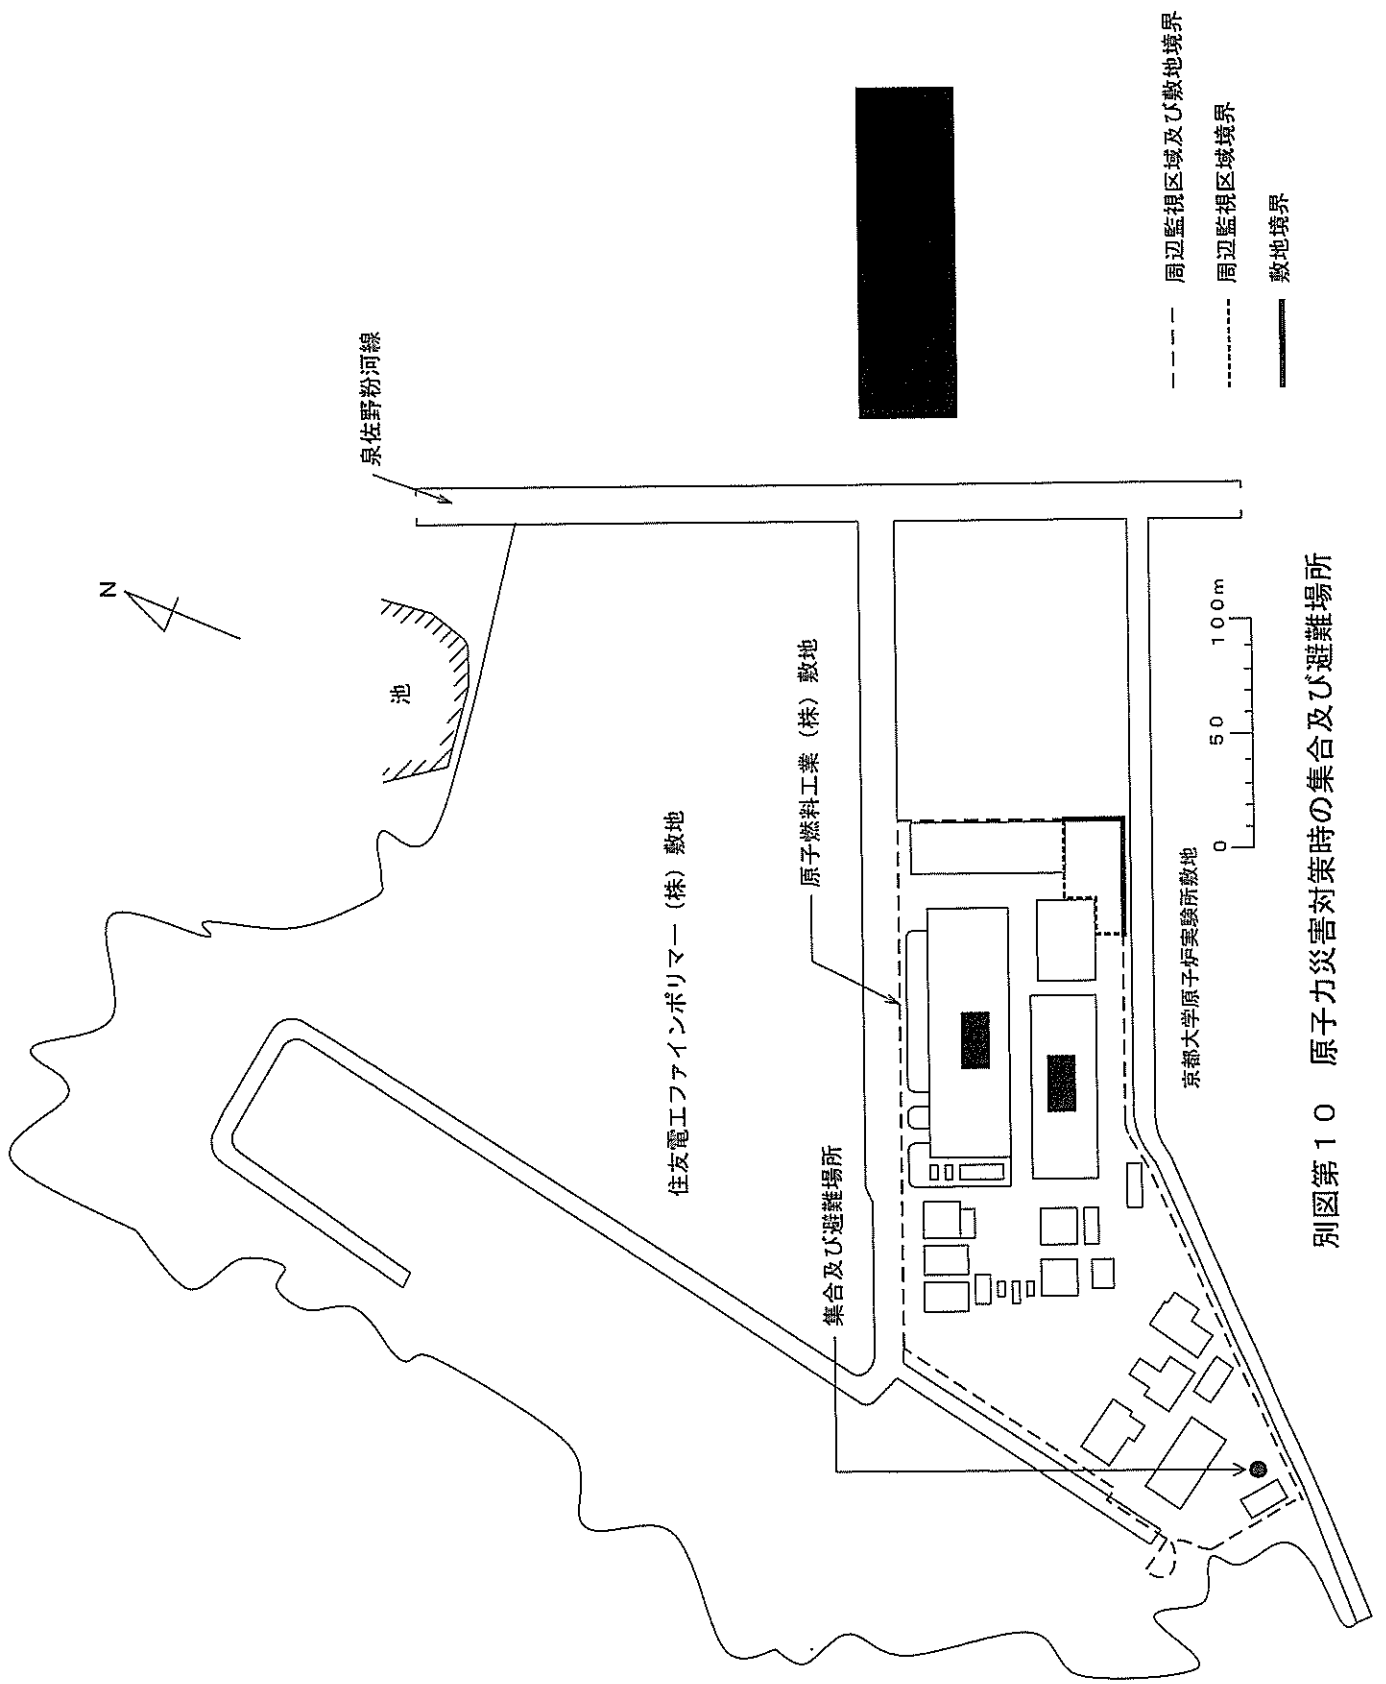 N
池
泉佐野粉河線
住友電工ファインポリマー（株）敷地
原子燃料工業（株）敷地
集合及び避難場所
京都大学原子炉実験所敷地
0 50 100m
周辺監視区域及び敷地境界
周辺監視区域境界
敷地境界
別図第１０　原子力災害対策時の集合及び避難場所